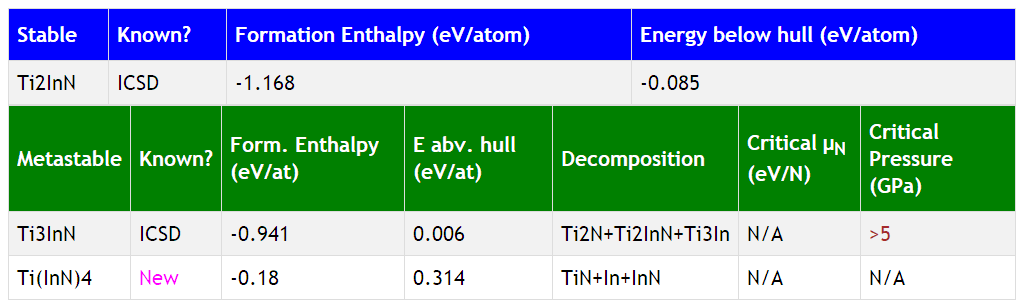 Stable Known? Formation Enthalpy (eV/atom) Energy below hull (eV/atom)
Ti2InN ICSD -1.168 -0.085
Metastable Known? Form. Enthalpy (eV/at) E abv. hull (eV/at) Decomposition Critical μN (eV/N) Critical Pressure (GPa)
Ti3InN ICSD -0.941 0.006 Ti2N+Ti2InN+Ti3In N/A >5
Ti(InN)4 New -0.18 0.314 TiN+In+InN N/A N/A